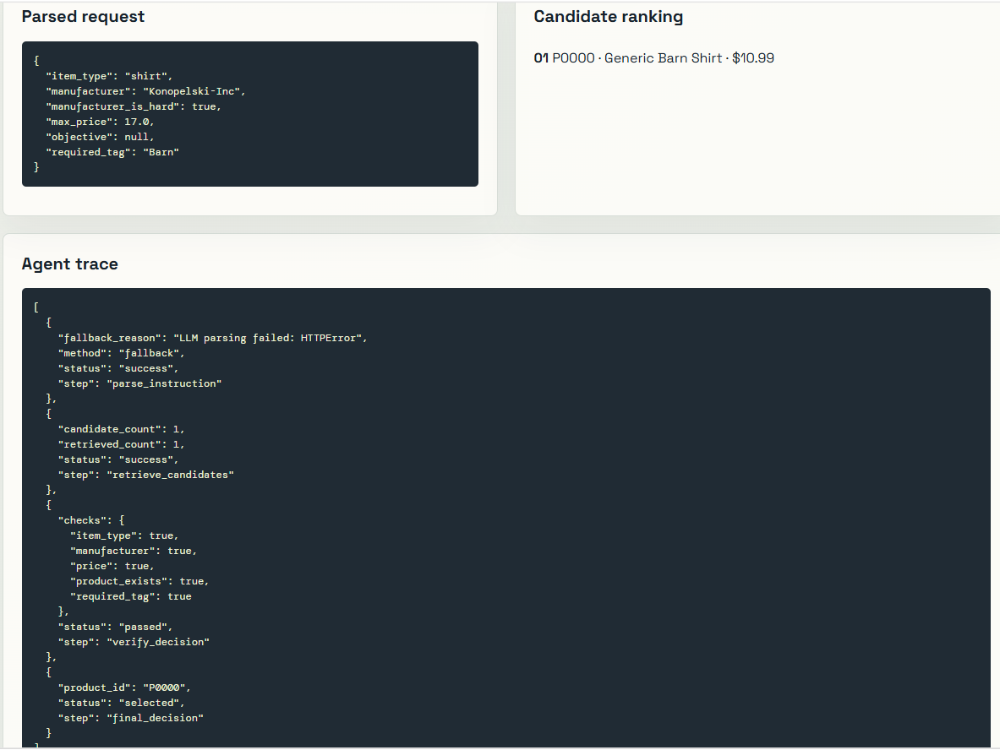 Parsed request
{
  "item_type": "shirt",
  "manufacturer": "Konopelski-Inc",
  "manufacturer_is_hard": true,
  "max_price": 17.0,
  "objective": null,
  "required_tag": "Barn"
}
Candidate ranking
01 P0000 · Generic Barn Shirt · $10.99
Agent trace
[
  {
    "fallback_reason": "LLM parsing failed: HTTPError",
    "method": "fallback",
    "status": "success",
    "step": "parse_instruction"
  },
  {
    "candidate_count": 1,
    "retrieved_count": 1,
    "status": "success",
    "step": "retrieve_candidates"
  },
  {
    "checks": {
      "item_type": true,
      "manufacturer": true,
      "price": true,
      "product_exists": true,
      "required_tag": true
    },
    "status": "passed",
    "step": "verify_decision"
  },
  {
    "product_id": "P0000",
    "status": "selected",
    "step": "final_decision"
  }
]